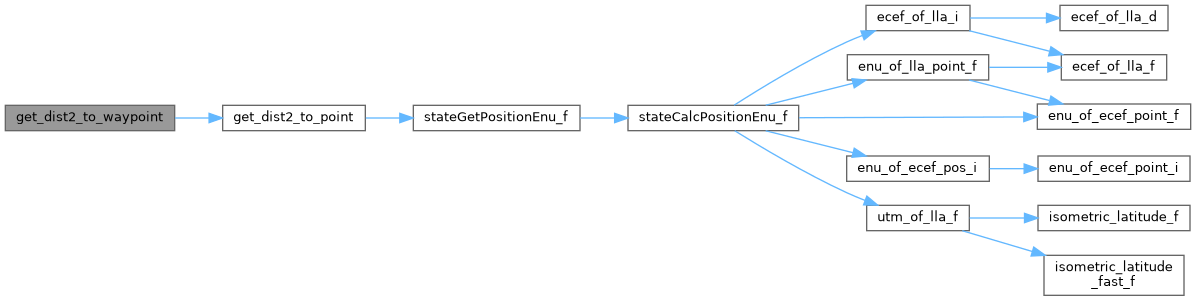 get_dist2_to_waypoint
get_dist2_to_point
stateGetPositionEnu_f
stateCalcPositionEnu_f
ecef_of_lla_i
ecef_of_lla_d
ecef_of_lla_f
enu_of_lla_point_f
enu_of_ecef_point_f
enu_of_ecef_pos_i
enu_of_ecef_point_i
utm_of_lla_f
isometric_latitude_f
isometric_latitude
_fast_f